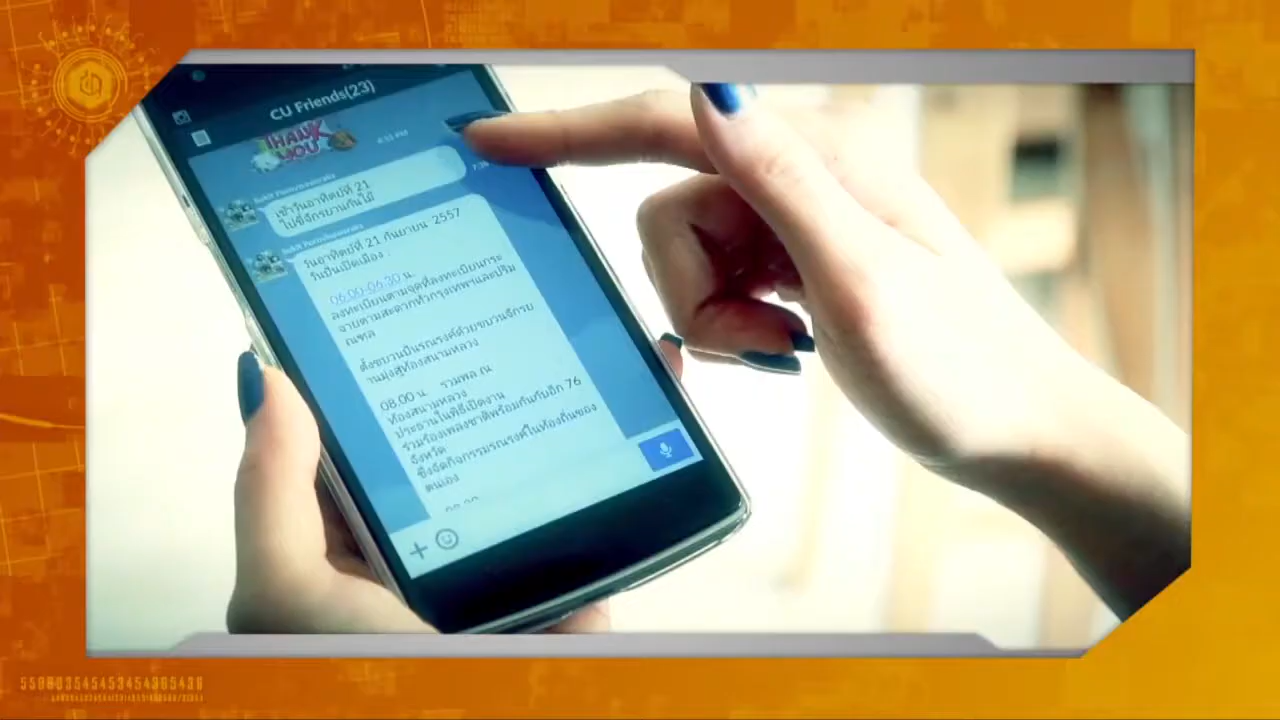 CU Friends(23)
THANK
YOU
4:55 PM
เช้าวันอาทิตย์ที่ 21
ไปขี่จักรยานกันไม๊
วันอาทิตย์ที่ 21 กันยายน 2557
วันปั่นเปิดเมือง .
06.00-06.30 น.
ลงทะเบียนตามจุดที่ลงทะเบียนกระ
จายตามสะดวกทั่วกรุงเทพฯและปริม
ณฑล
ตั้งขบวนปั่นรณรงค์ด้วยขบวนจักรย
านมุ่งสู้ท้องสนามหลวง
08.00 น. รวมพล ณ
ท้องสนามหลวง
ประธานในพิธีเปิดงาน
ร่วมร้องเพลงชาติพร้อมกันกับอีก 76
จังหวัด
ซึ่งจัดกิจกรรมรณรงค์ในท้องถิ่นของ
ตนเอง